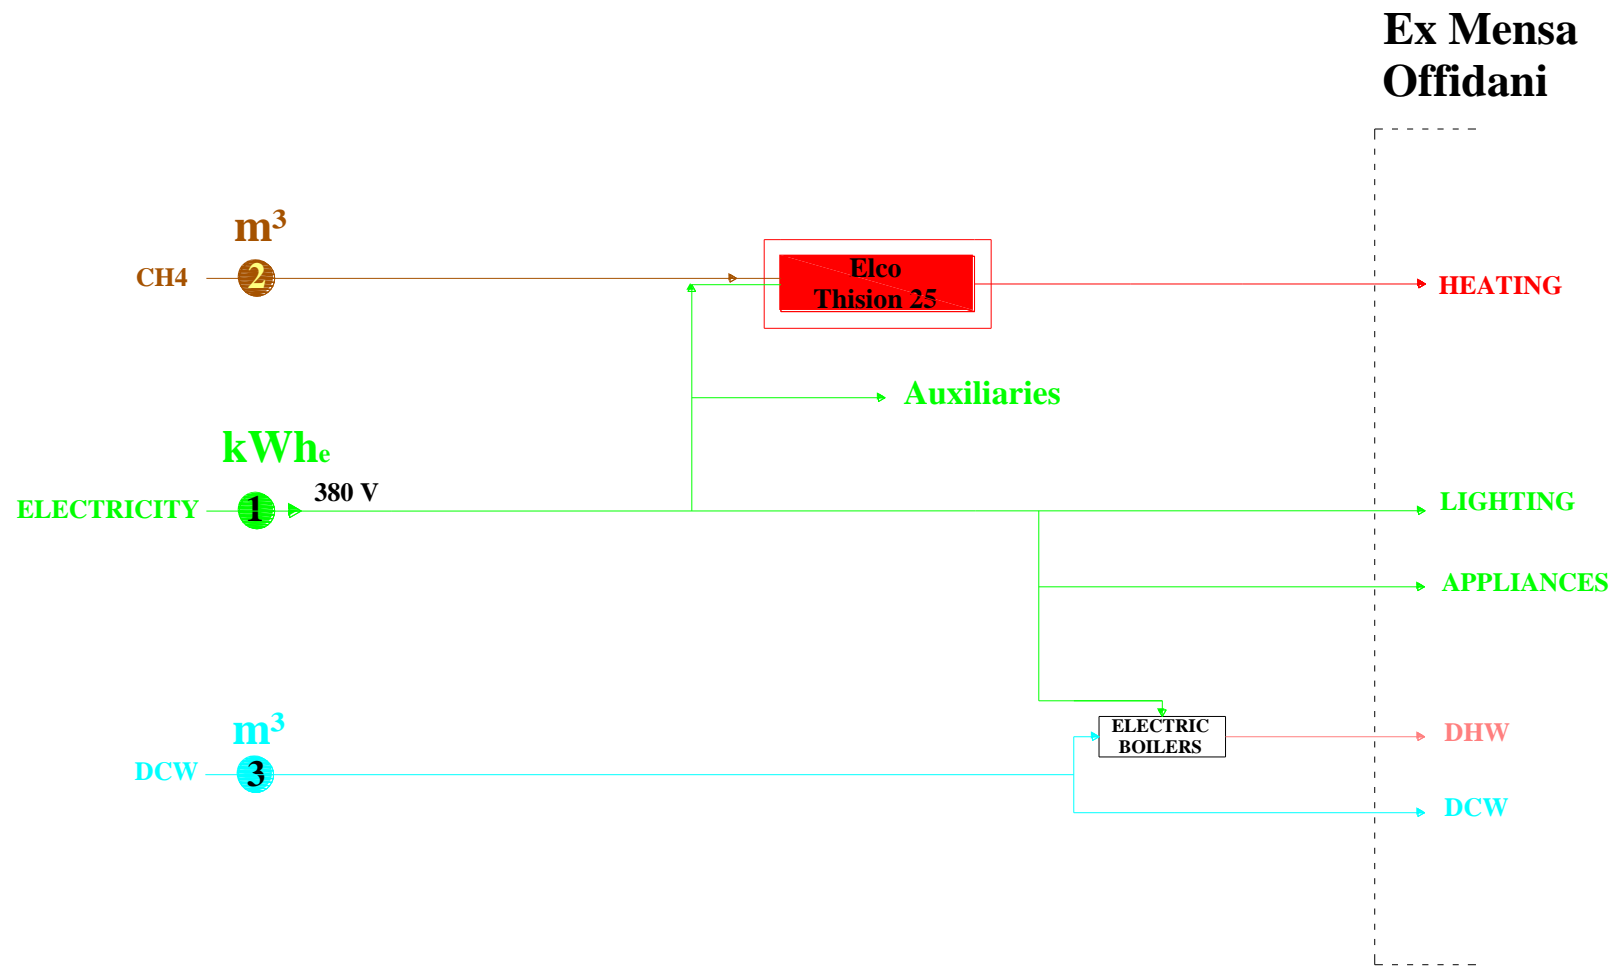 Ex Mensa
Offidani
m³
CH4
2
Elco
Thision 25
HEATING
Auxiliaries
kWhe
380 V
ELECTRICITY
1
LIGHTING
APPLIANCES
m³
ELECTRIC
BOILERS
DHW
DCW
3
DCW